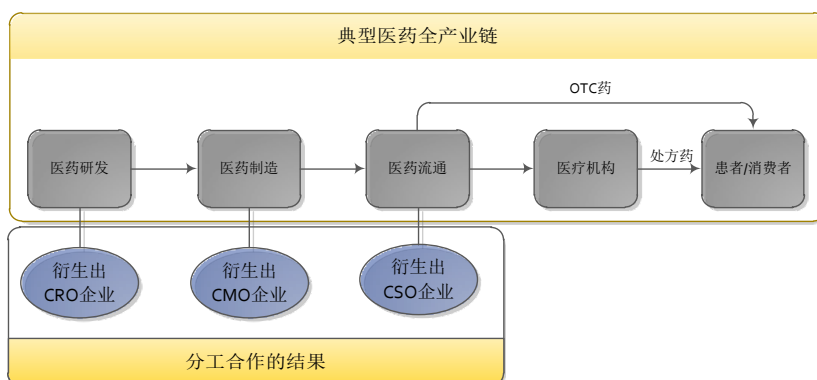 典型医药全产业链
OTC药
医药研发
医药制造
医药流通
医疗机构
处方药
患者/消费者
衍生出
CRO企业
衍生出
CMO企业
衍生出
CSO企业
分工合作的结果